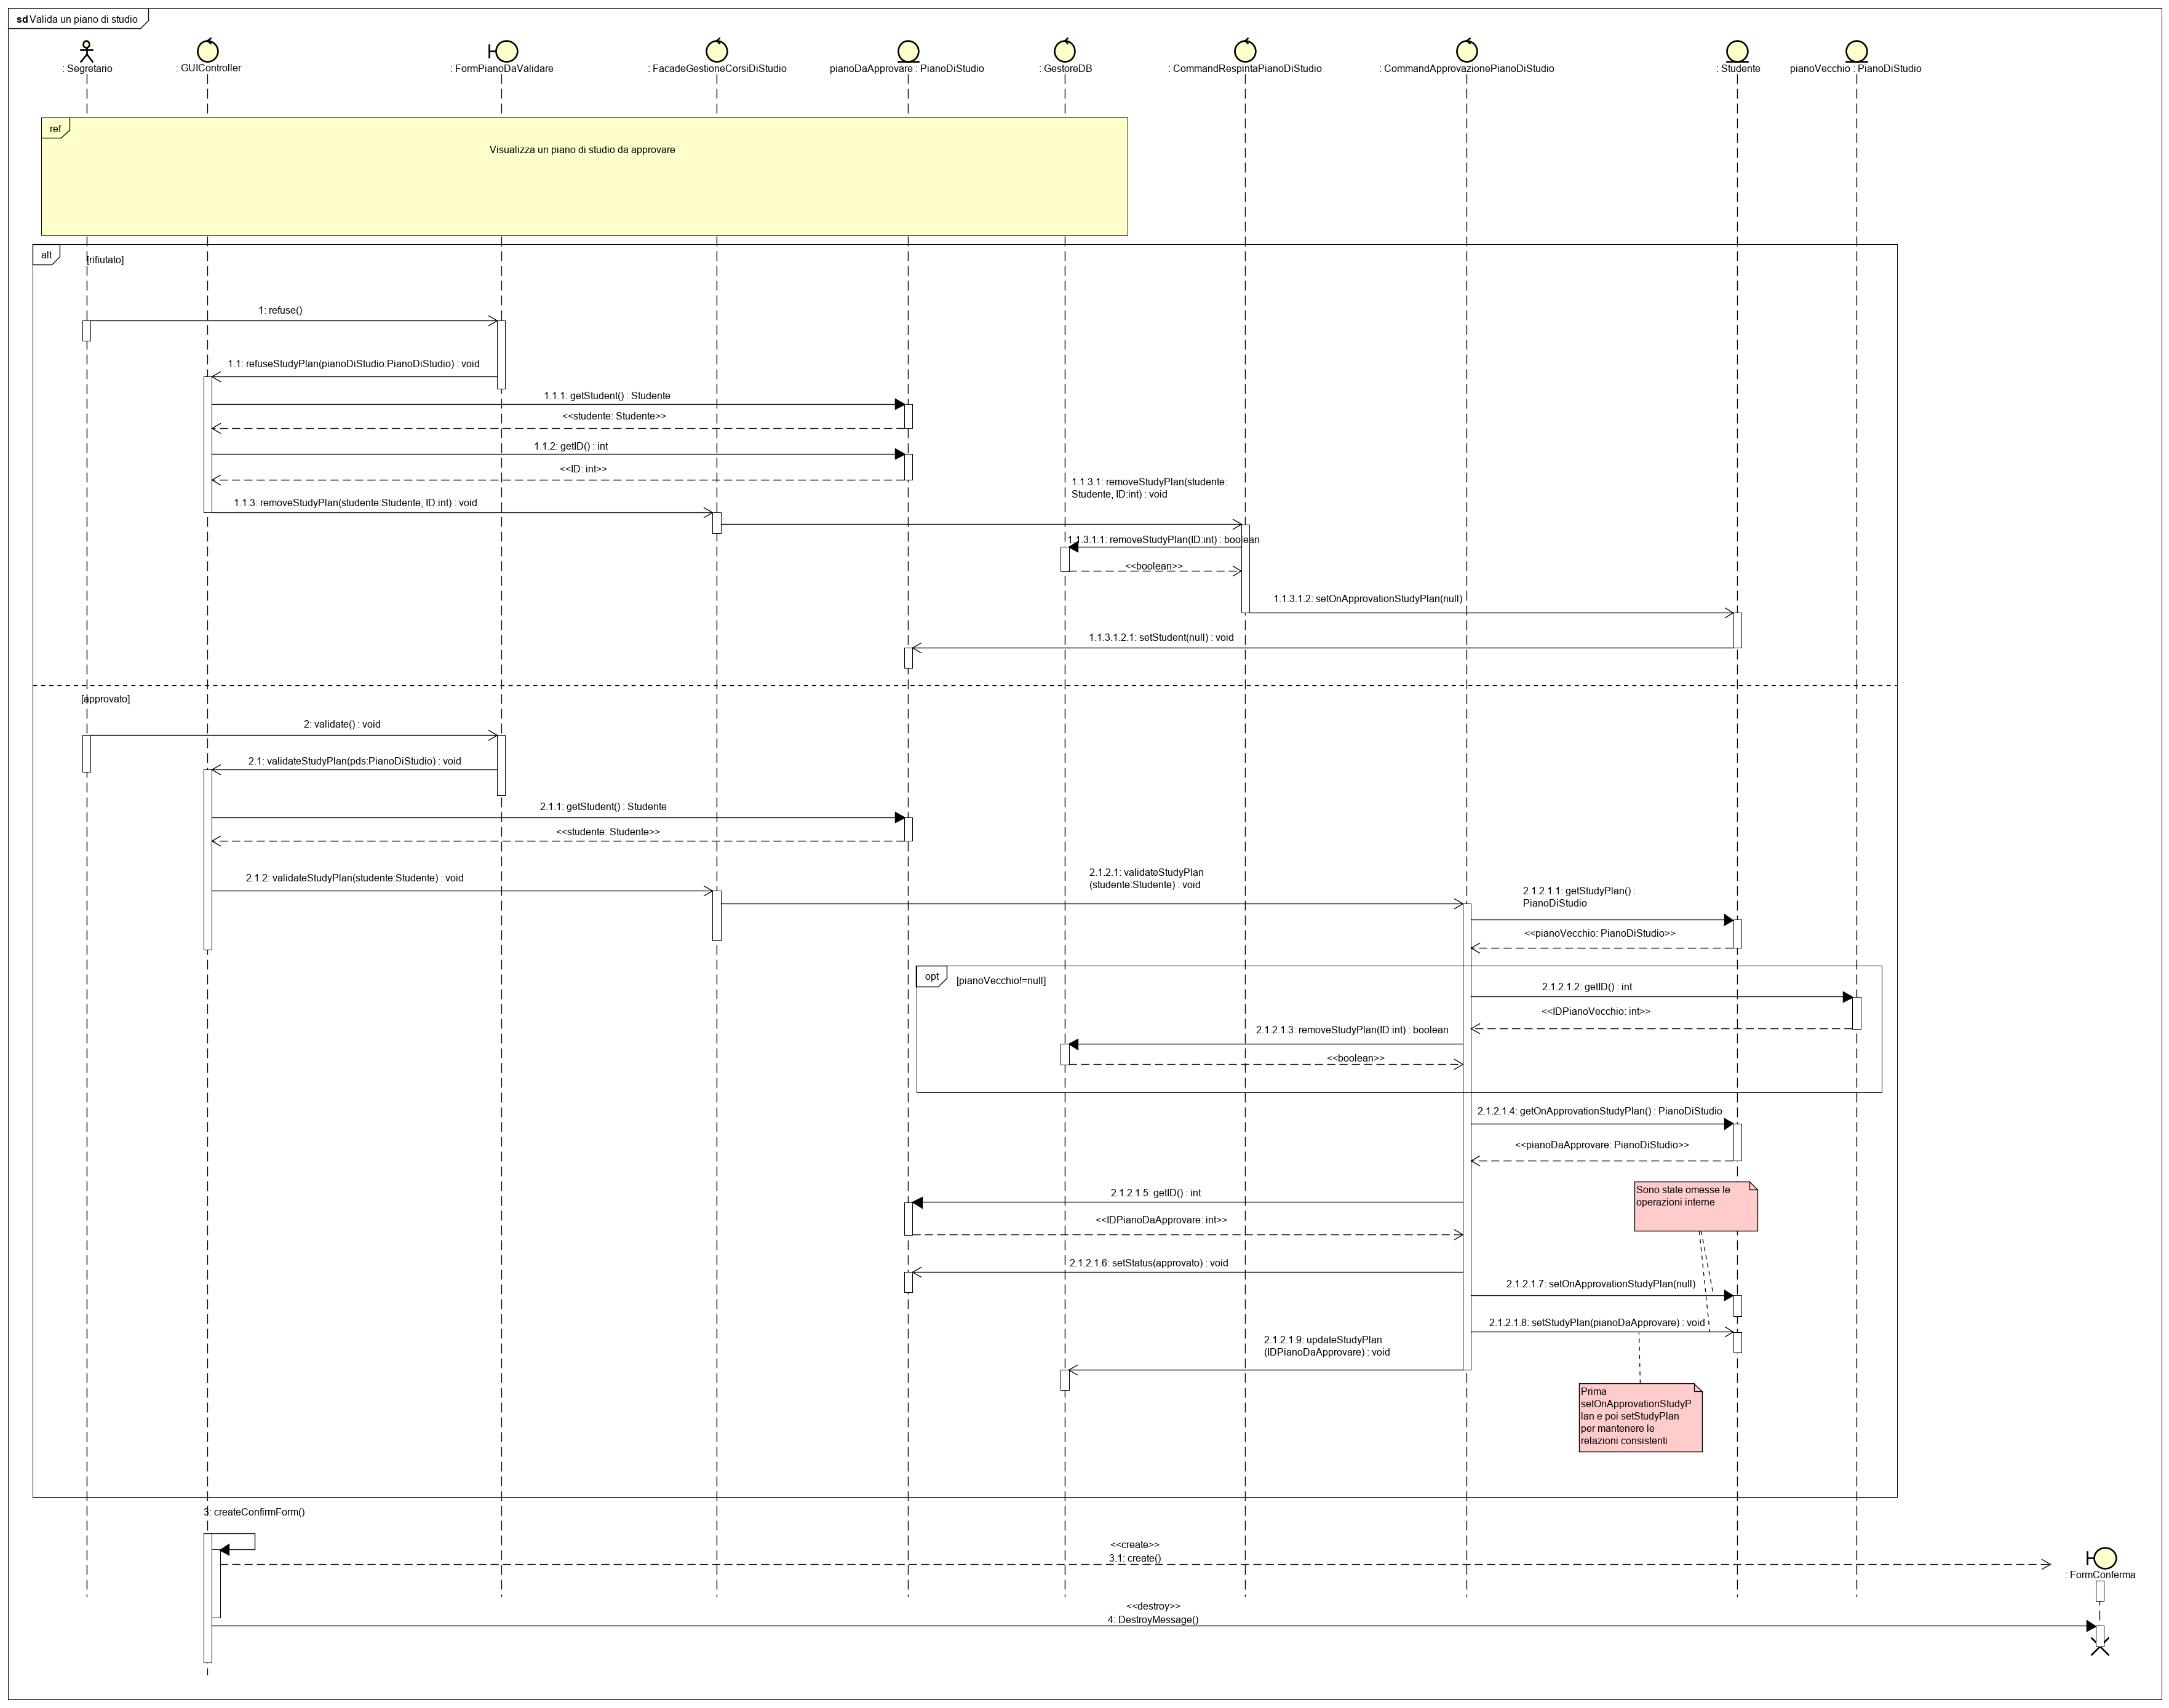 sd Valida un piano di studio
: Segretario
: GUIController
: FormPianoDaValidare
: FacadeGestioneCorsiDiStudio
pianoDaApprovare : PianoDiStudio
: GestoreDB
: CommandRespintaPianoDiStudio
: CommandApprovazionePianoDiStudio
: Studente
pianoVecchio : PianoDiStudio
ref
Visualizza un piano di studio da approvare
alt
[rifiutato]
1: refuse()
1.1: refuseStudyPlan(pianoDiStudio:PianoDiStudio) : void
1.1.1: getStudent() : Studente
<<studente: Studente>>
1.1.2: getID() : int
<<ID: int>>
1.1.3: removeStudyPlan(studente:Studente, ID:int) : void
1.1.3.1: removeStudyPlan(studente:
Studente, ID:int) : void
1.1.3.1.1: removeStudyPlan(ID:int) : boolean
<<boolean>>
1.1.3.1.2: setOnApprovationStudyPlan(null)
1.1.3.1.2.1: setStudent(null) : void
[approvato]
2: validate() : void
2.1: validateStudyPlan(pds:PianoDiStudio) : void
2.1.1: getStudent() : Studente
<<studente: Studente>>
2.1.2: validateStudyPlan(studente:Studente) : void
2.1.2.1: validateStudyPlan
(studente:Studente) : void
2.1.2.1.1: getStudyPlan() :
PianoDiStudio
<<pianoVecchio: PianoDiStudio>>
opt
[pianoVecchio!=null]
2.1.2.1.2: getID() : int
<<IDPianoVecchio: int>>
2.1.2.1.3: removeStudyPlan(ID:int) : boolean
<<boolean>>
2.1.2.1.4: getOnApprovationStudyPlan() : PianoDiStudio
<<pianoDaApprovare: PianoDiStudio>>
2.1.2.1.5: getID() : int
<<IDPianoDaApprovare: int>>
Sono state omesse le
operazioni interne
2.1.2.1.6: setStatus(approvato) : void
2.1.2.1.7: setOnApprovationStudyPlan(null)
2.1.2.1.8: setStudyPlan(pianoDaApprovare) : void
2.1.2.1.9: updateStudyPlan
(IDPianoDaApprovare) : void
Prima
setOnApprovationStudyP
lan e poi setStudyPlan
per mantenere le
relazioni consistenti
3: createConfirmForm()
<<create>>
3.1: create()
: FormConferma
<<destroy>>
4: DestroyMessage()